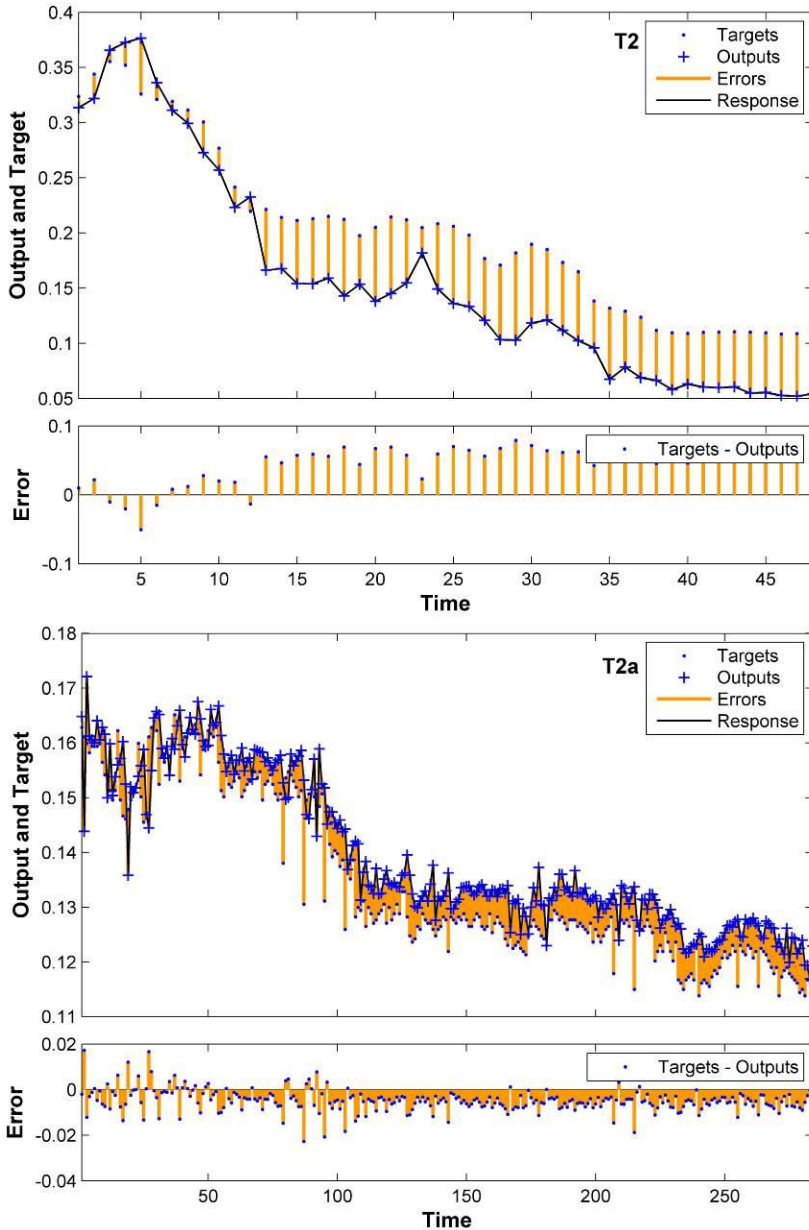 T2
Targets
Outputs
Errors
Response
Output and Target
0.4
0.35
0.3
0.25
0.2
0.15
0.1
0.05
Targets - Outputs
Error
0.1
0
-0.1
5
10
15
20
25
30
35
40
45
Time
T2a
Targets
Outputs
Errors
Response
Output and Target
0.18
0.17
0.16
0.15
0.14
0.13
0.12
0.11
Targets - Outputs
Error
0.02
0
-0.02
-0.04
50
100
150
200
250
Time